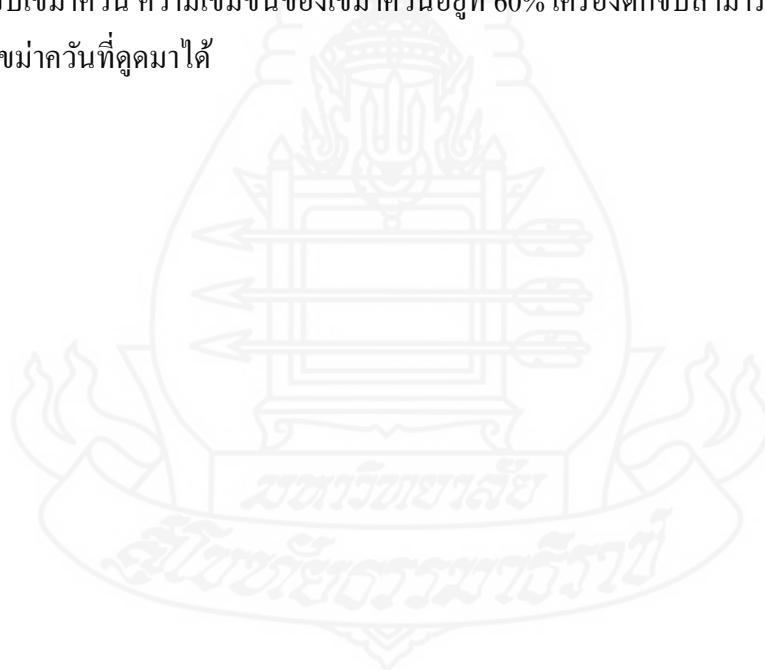 ความเข้มข้นของเขม่าควันอยู่ที่ 60%
ขม่าควันที่ดูดมาได้
มหาวิทยาลัย
สุโขทัยธรรมาธิราช